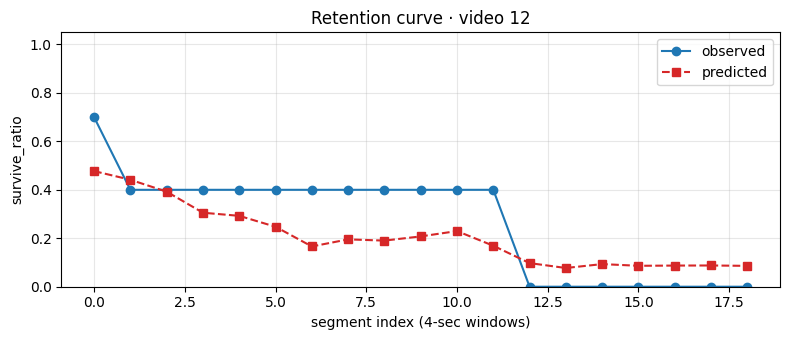 Retention curve · video 12
observed
predicted
survive_ratio
1.0
0.8
0.6
0.4
0.2
0.0
0.0 2.5 5.0 7.5 10.0 12.5 15.0 17.5
segment index (4-sec windows)